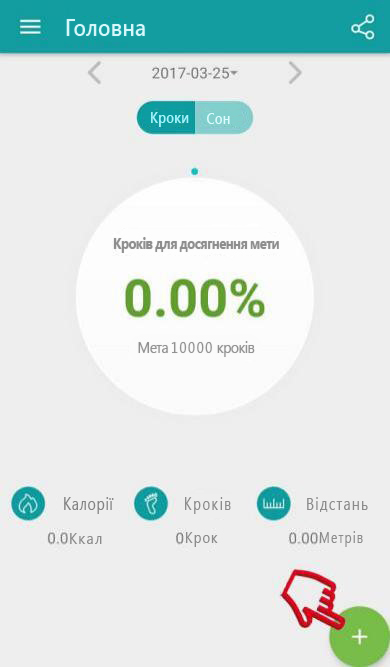 Головна
2017-03-25
Кроки Сон
Кроків для досягнення мети
0.00%
Мета 10000 кроків
Калорії Кроків Відстань
0.0Ккал 0Крок 0.00Метрів
+